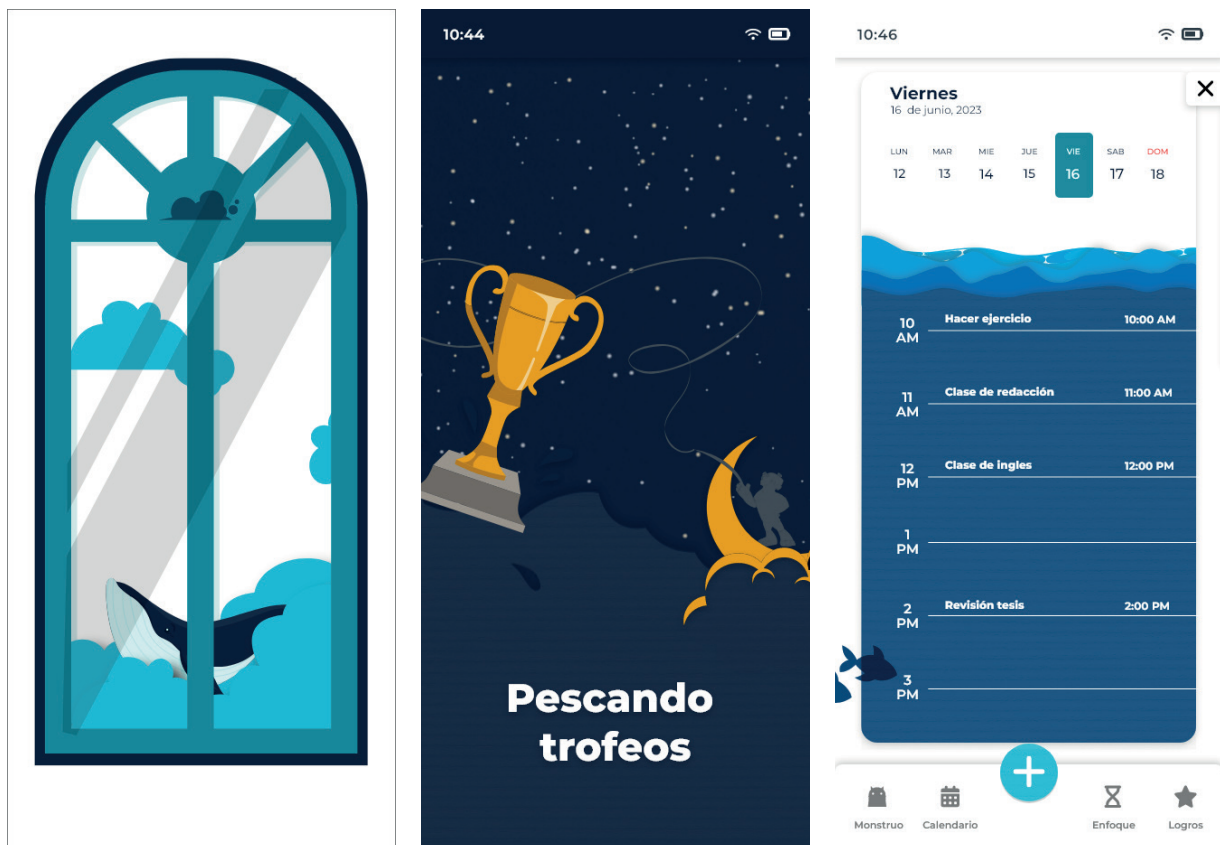 10:44
Pescando
trofeos
10:46
Viernes
16 de junio, 2023
LUN MAR MIE JUE VIE SAB DOM
12 13 14 15 16 17 18
10 AM Hacer ejercicio 10:00 AM
11 AM Clase de redacción 11:00 AM
12 PM Clase de ingles 12:00 PM
1 PM
2 PM Revisión tesis 2:00 PM
3 PM
Monstruo Calendario Enfoque Logros